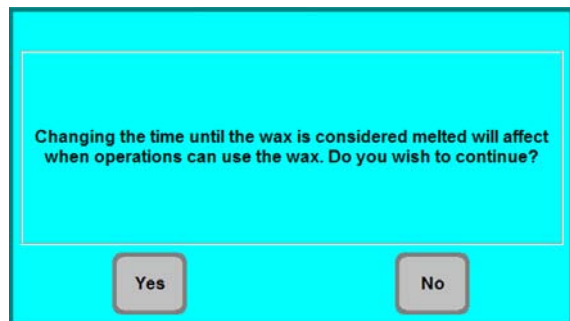 Changing the time until the wax is considered melted will affect
when operations can use the wax. Do you wish to continue?
Yes
No